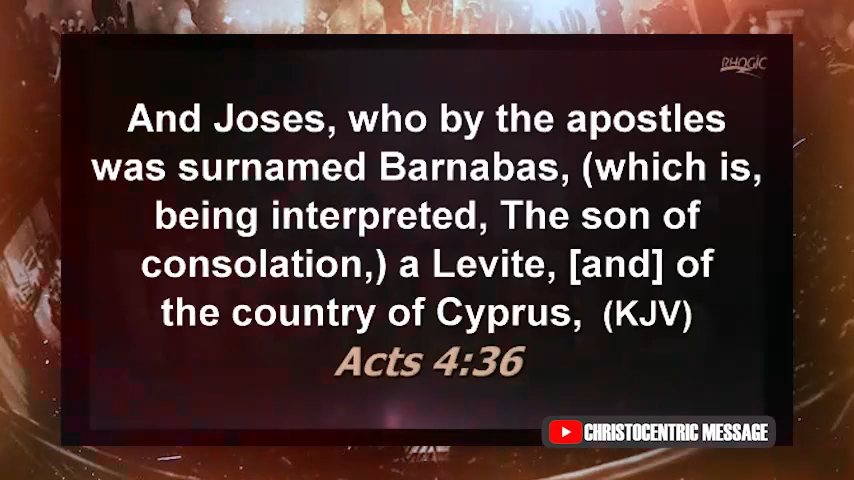 RHOGIC
And Joses, who by the apostles
was surnamed Barnabas, (which is,
being interpreted, The son of
consolation,) a Levite, [and] of
the country of Cyprus, (KJV)
Acts 4:36
CHRISTOCENTRIC MESSAGE